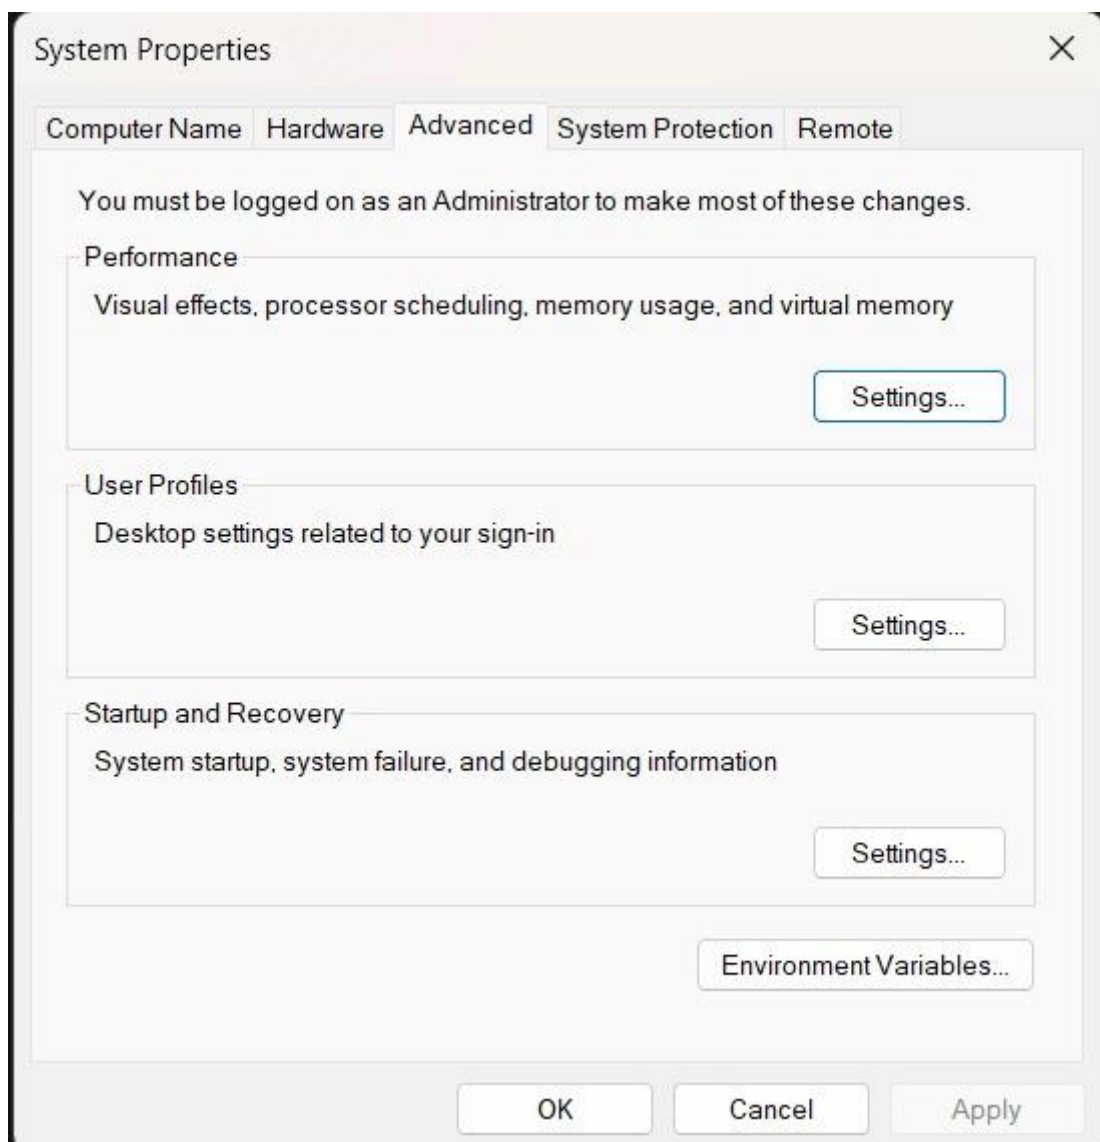 System Properties
Computer Name Hardware Advanced System Protection Remote
You must be logged on as an Administrator to make most of these changes.
Performance
Visual effects, processor scheduling, memory usage, and virtual memory
Settings...
User Profiles
Desktop settings related to your sign-in
Settings...
Startup and Recovery
System startup, system failure, and debugging information
Settings...
Environment Variables...
OK Cancel Apply